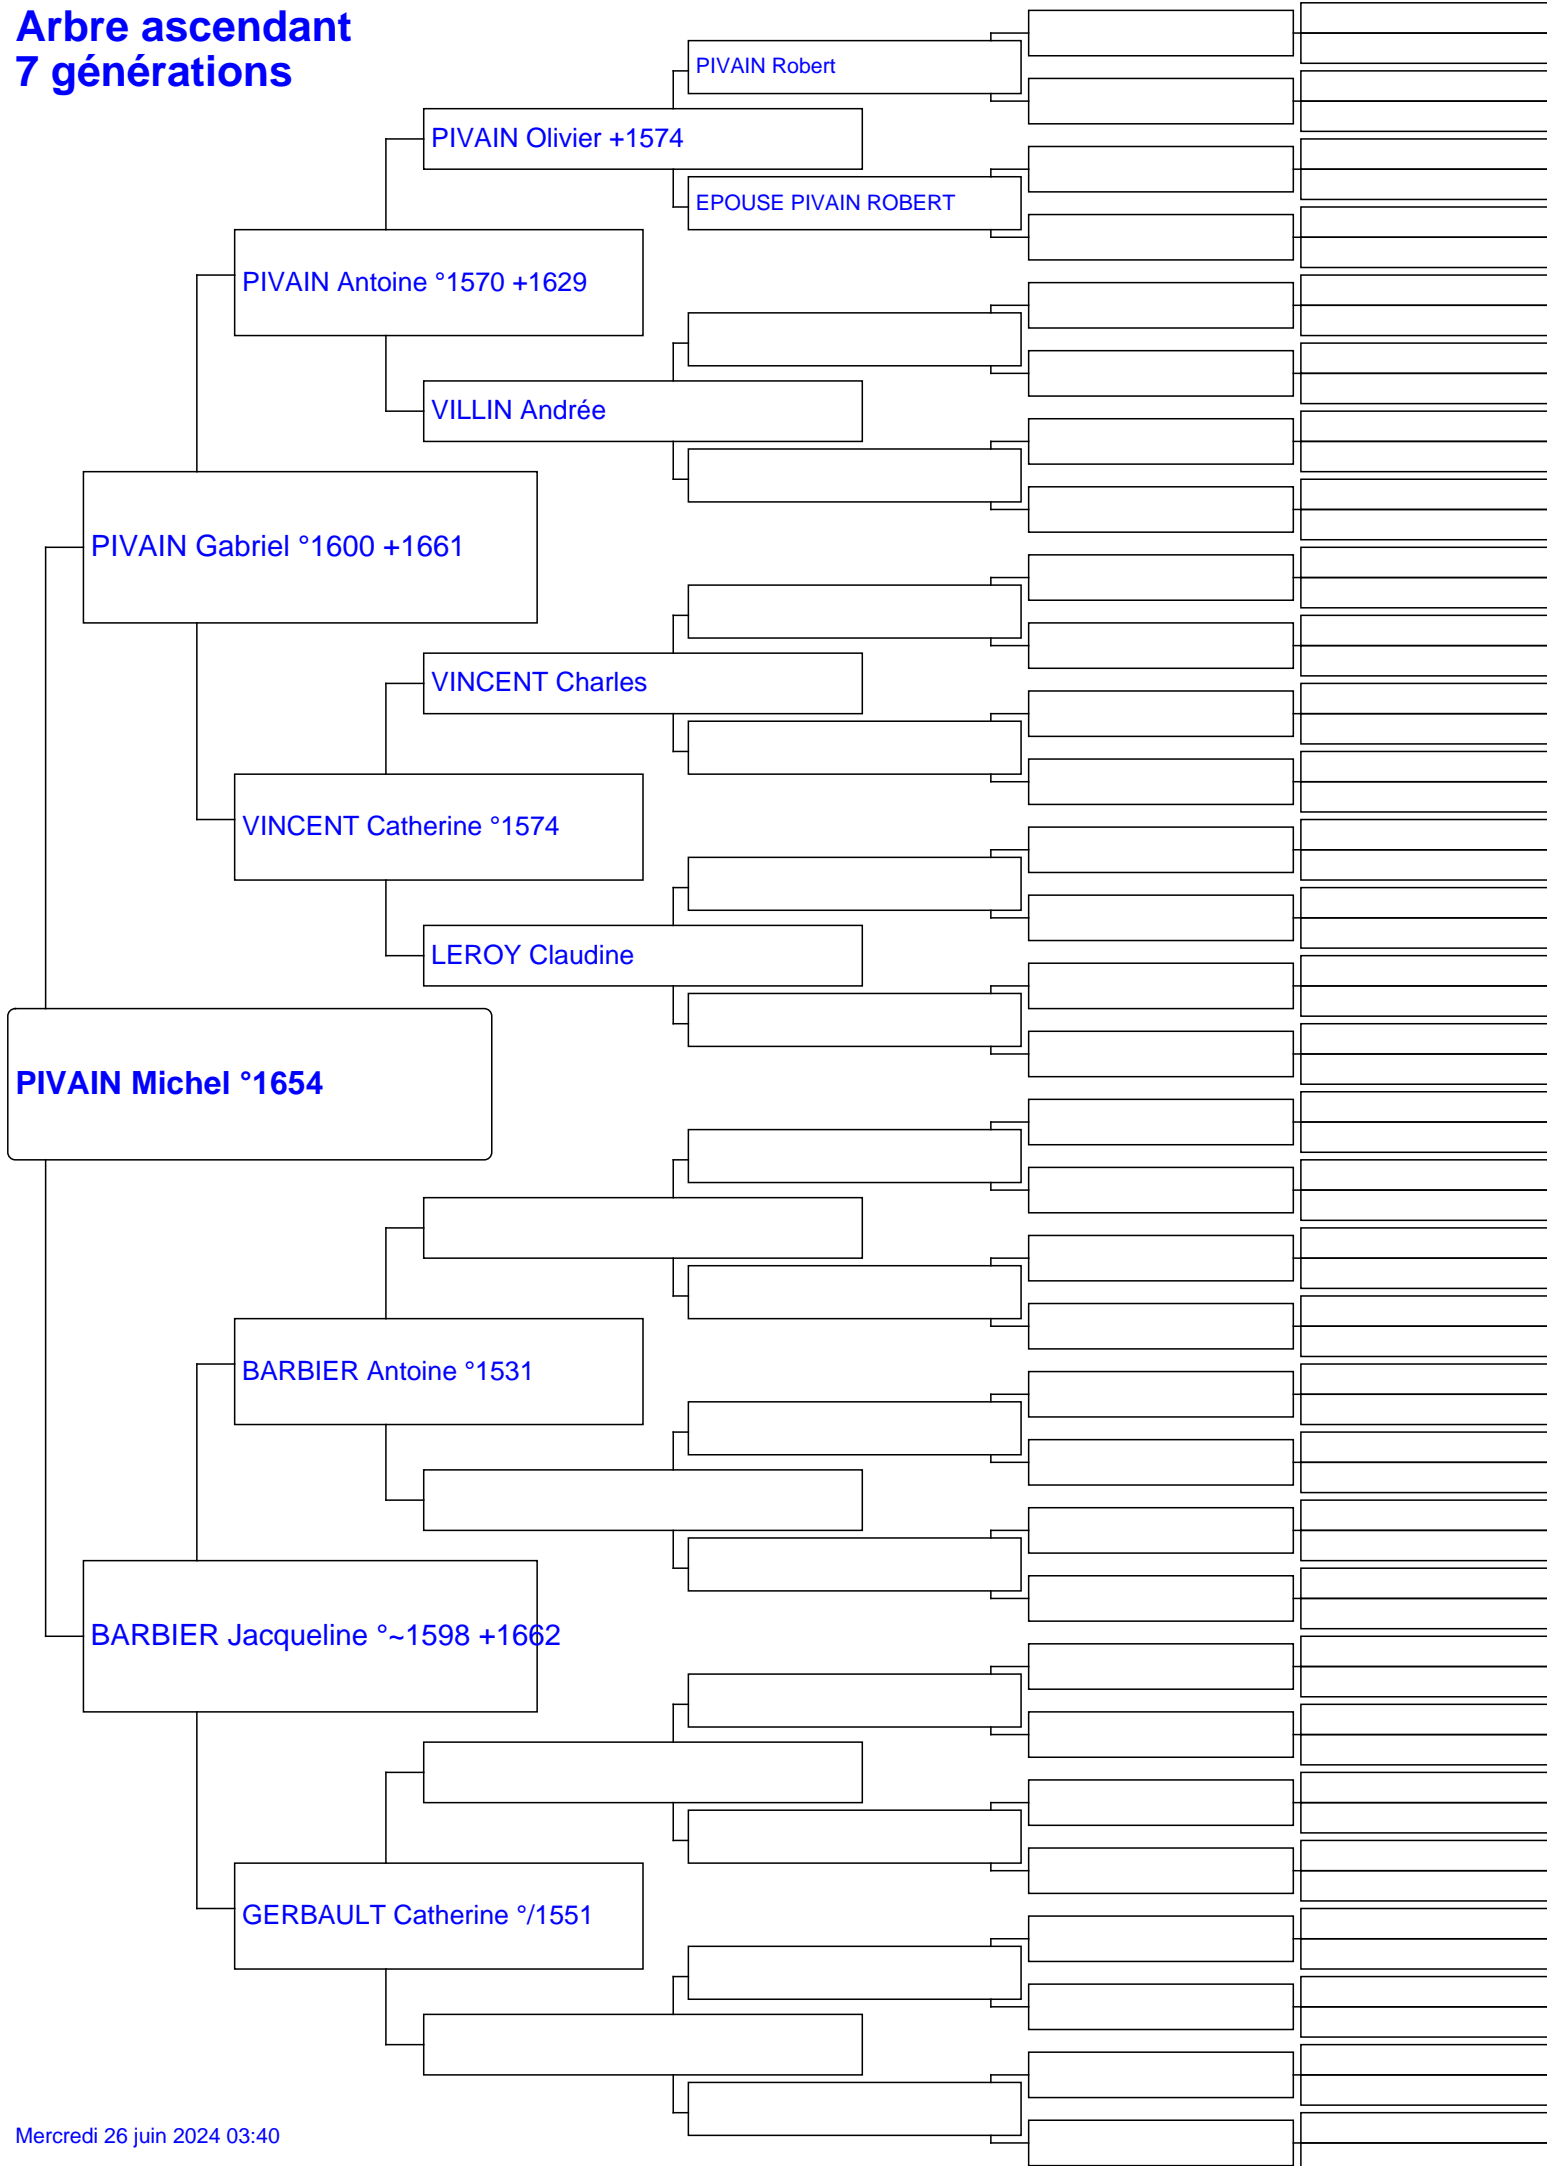 Arbre ascendant
7 générations
PIVAIN Robert
PIVAIN Olivier +1574
EPOUSE PIVAIN ROBERT
PIVAIN Antoine °1570 +1629
VILLIN Andrée
PIVAIN Gabriel °1600 +1661
VINCENT Charles
VINCENT Catherine °1574
LEROY Claudine
PIVAIN Michel °1654
BARBIER Antoine °1531
BARBIER Jacqueline °~1598 +1662
GERBAULT Catherine °/1551
Mercredi 26 juin 2024 03:40